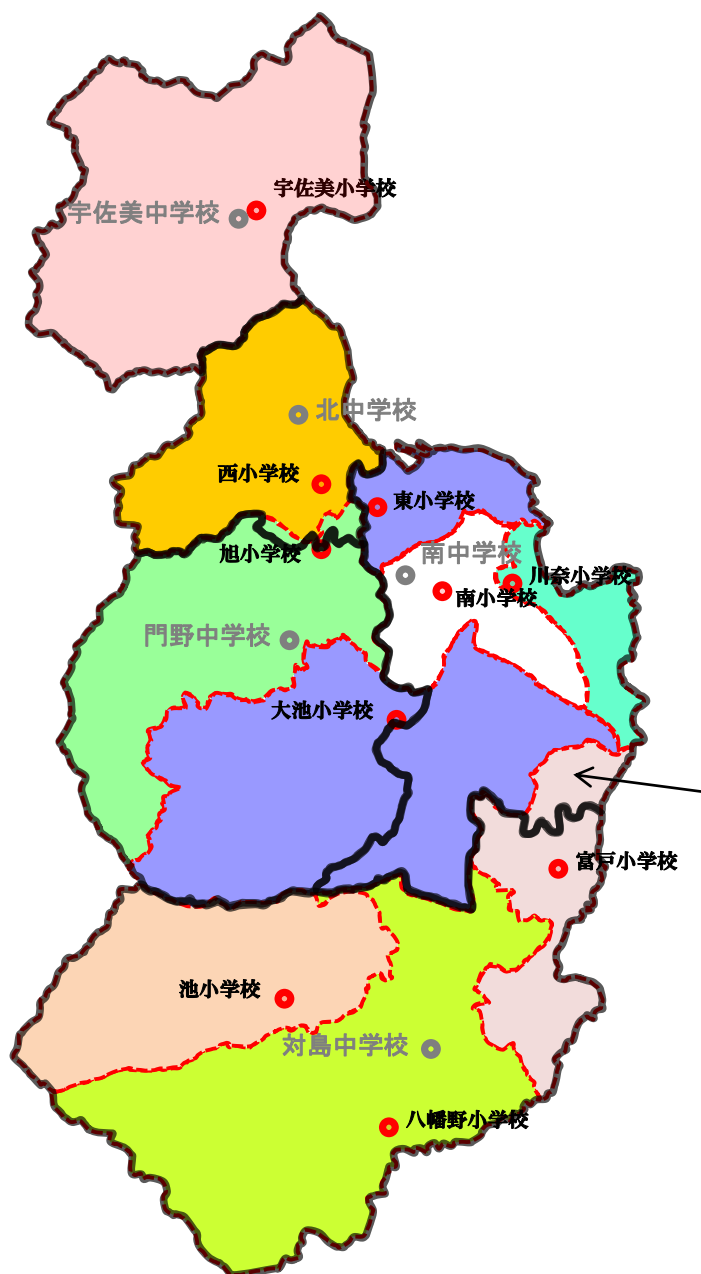 宇佐美小学校
宇佐美中学校
北中学校
西小学校
東小学校
旭小学校
南中学校
川奈小学校
南小学校
門野中学校
大池小学校
富戸小学校
池小学校
対島中学校
八幡野小学校